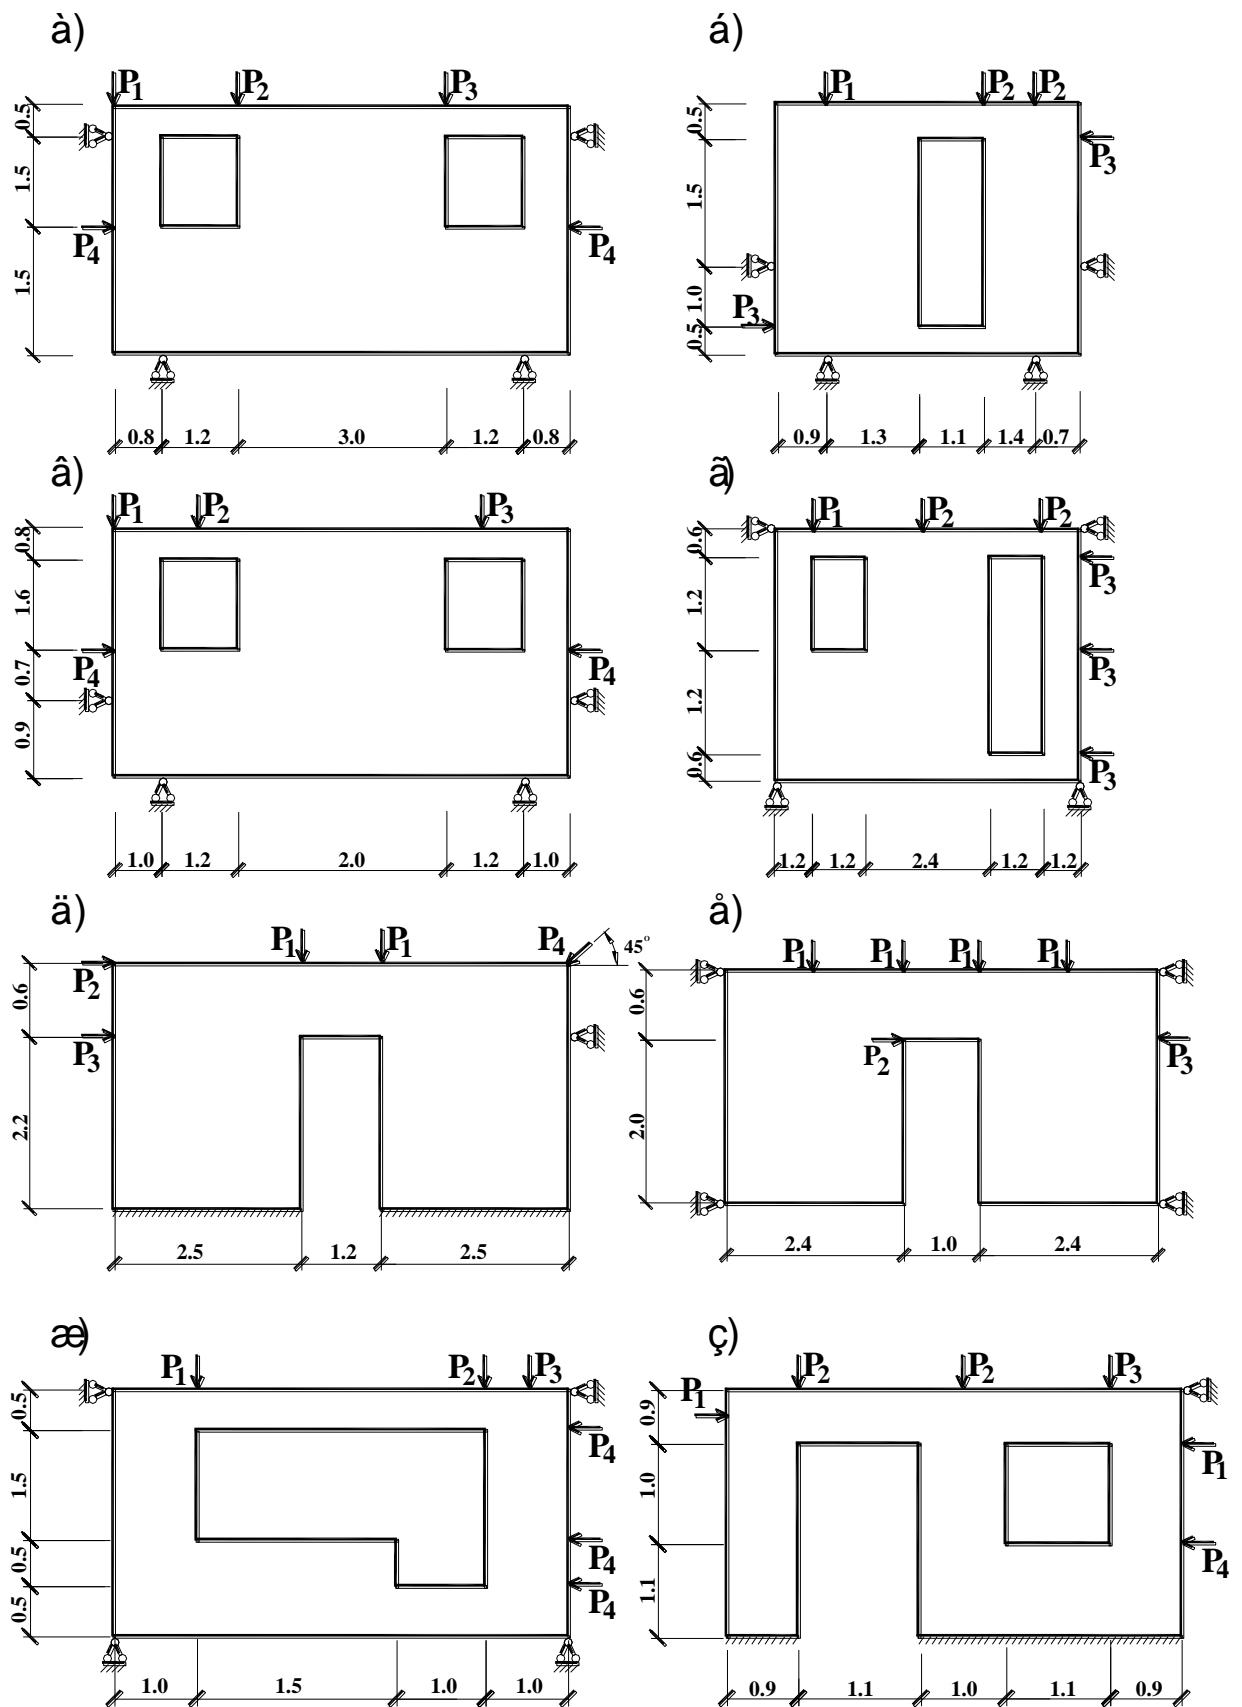 à)
P1 P2 P3
0.5
1.5
P4 P4
1.5
0.8 1.2 3.0 1.2 0.8
á)
P1 P2 P2
0.5
P3
1.5
1.0
P3
0.5
0.9 1.3 1.1 1.4 0.7
â)
P1 P2 P3
0.8
1.6
P4 P4
0.7
0.9
1.0 1.2 2.0 1.2 1.0
ã)
P1 P2 P2
0.6
P3
1.2
P3
1.2
P3
0.6
1.2 1.2 2.4 1.2 1.2
ä)
P1 P1 P4 45°
P2
0.6
P3
2.2
2.5 1.2 2.5
å)
P1 P1 P1 P1
0.6
P2 P3
2.0
2.4 1.0 2.4
æ)
P1 P2 P3
0.5
P4
1.5
P4
0.5
P4
0.5
1.0 1.5 1.0 1.0
ç)
P2 P2 P3
P1
0.9
P1
1.0
P4
1.1
0.9 1.1 1.0 1.1 0.9